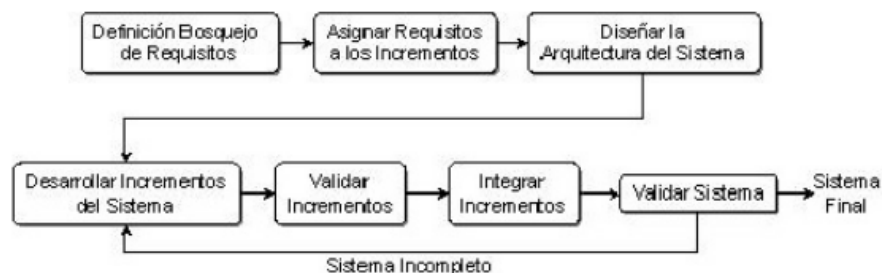 Definición Bosquejo
de Requisitos
Asignar Requisitos
a los Incrementos
Diseñar la
.Arquitectura del Sistema
Desarrollar Incrementos
del Sistema
Validar
Incrementos
Integrar
Incrementos
Validar Sistema
Sistema
Final
Sistema Incompleto